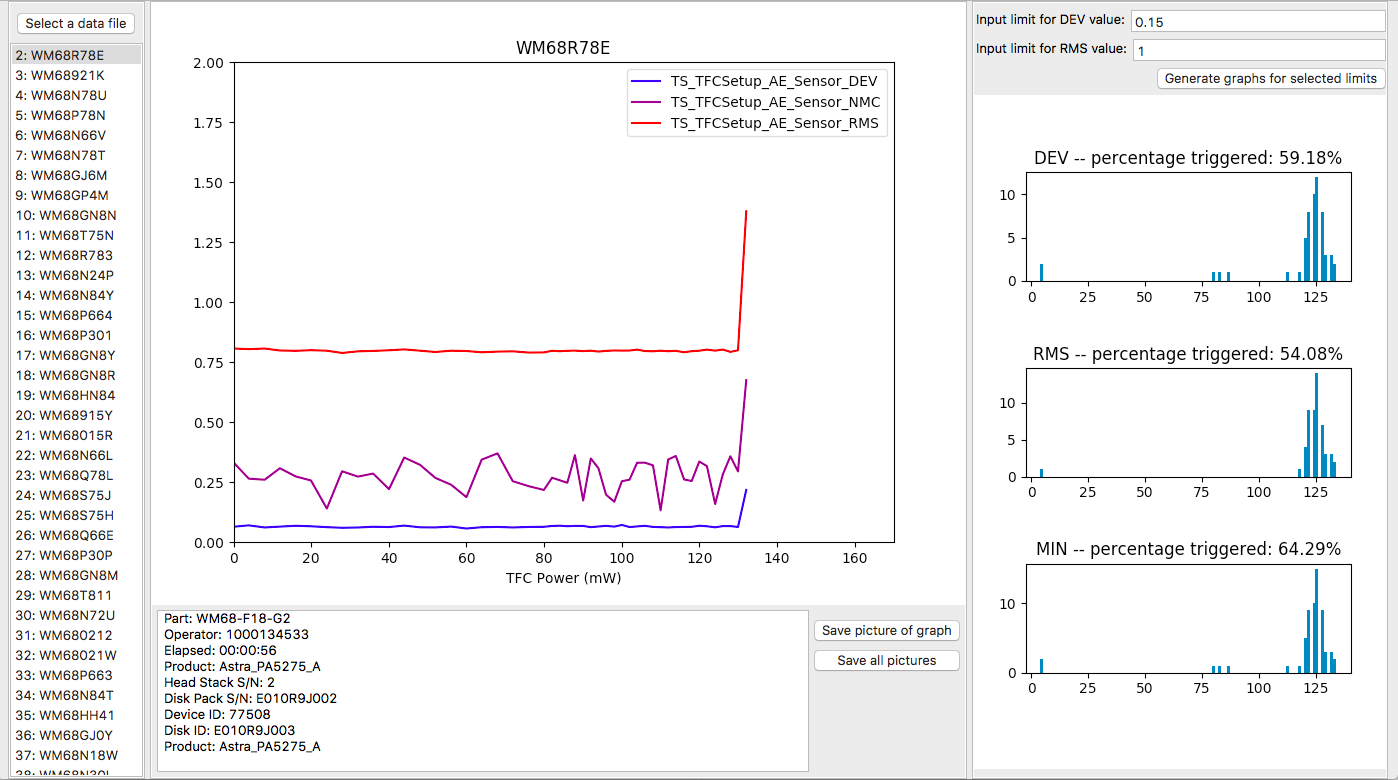 Select a data file
2: WM68R78E
3: WM68921K
4: WM68N78U
5: WM68P78N
6: WM68N66V
7: WM68N78T
8: WM68GJ6M
9: WM68GP4M
10: WM68GN8N
11: WM68T75N
12: WM68R783
13: WM68N24P
14: WM68N84Y
15: WM68P664
16: WM68P301
17: WM68GN8Y
18: WM68GN8R
19: WM68HN84
20: WM68915Y
21: WM68015R
22: WM68N66L
23: WM68Q78L
24: WM68S75J
25: WM68S75H
26: WM68Q66E
27: WM68P30P
28: WM68GN8M
29: WM68T811
30: WM68N72U
31: WM680212
32: WM68021W
33: WM68P663
34: WM68N84T
35: WM68HH41
36: WM68GJ0Y
37: WM68N18W
WM68R78E
2.00
1.75
1.50
1.25
1.00
0.75
0.50
0.25
0.00
TS_TFCSetup_AE_Sensor_DEV
TS_TFCSetup_AE_Sensor_NMC
TS_TFCSetup_AE_Sensor_RMS
0 20 40 60 80 100 120 140 160
TFC Power (mW)
Part: WM68-F18-G2
Operator: 1000134533
Elapsed: 00:00:56
Product: Astra_PA5275_A
Head Stack S/N: 2
Disk Pack S/N: E010R9J002
Device ID: 77508
Disk ID: E010R9J003
Product: Astra_PA5275_A
Save picture of graph
Save all pictures
Input limit for DEV value: 0.15
Input limit for RMS value: 1
Generate graphs for selected limits
DEV -- percentage triggered: 59.18%
10
5
0
0 25 50 75 100 125
RMS -- percentage triggered: 54.08%
10
5
0
0 25 50 75 100 125
MIN -- percentage triggered: 64.29%
10
0
0 25 50 75 100 125